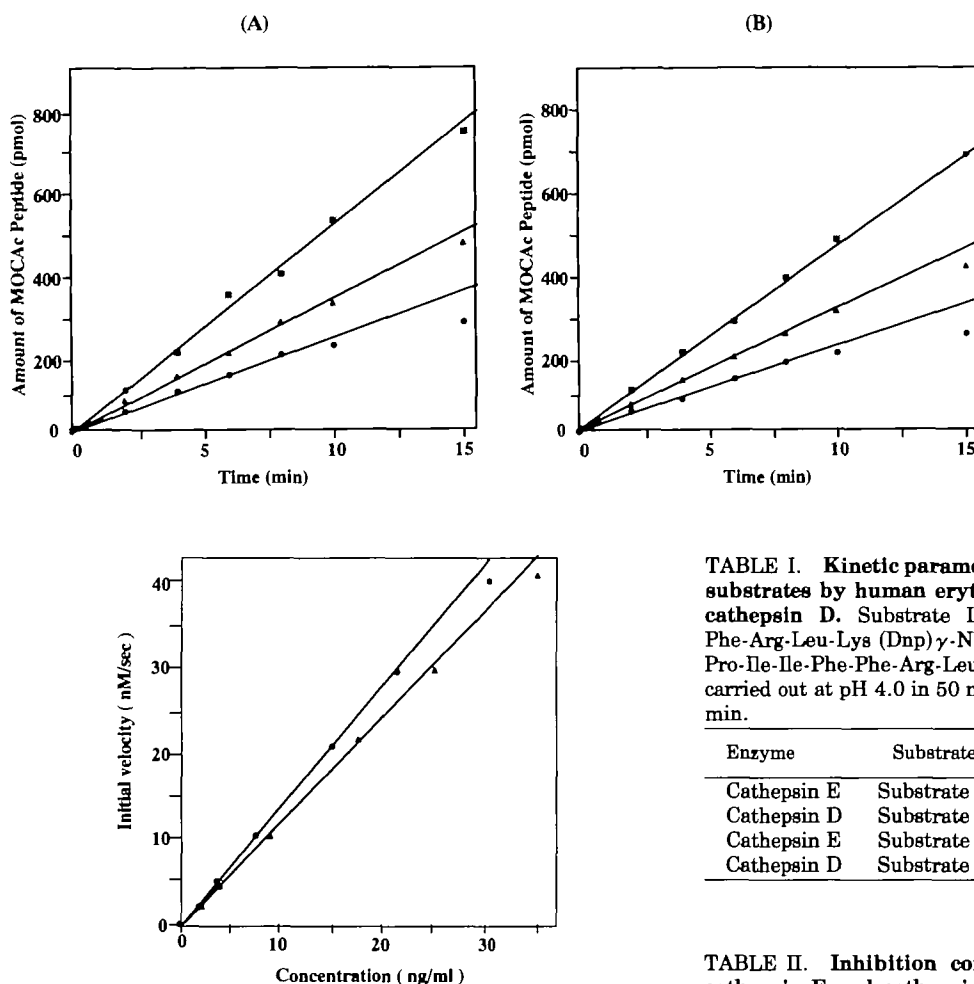 (A)
(B)
Amount of MOCAc Peptide (pmol)
800
600
400
200
0
0
5
10
15
Time (min)
Amount of MOCAc Peptide (pmol)
800
600
400
200
0
0
5
10
15
Time (min)
Initial velocity ( nM/sec)
40
30
20
10
0
0
10
20
30
Concentration ( ng/ml )
TABLE I. Kinetic parame
substrates by human eryt
cathepsin D. Substrate I
Phe-Arg-Leu-Lys (Dnp)γ-N
Pro-Ile-Ile-Phe-Phe-Arg-Leu
carried out at pH 4.0 in 50 n
min.
Enzyme Substrate
Cathepsin E Substrate
Cathepsin D Substrate
Cathepsin E Substrate
Cathepsin D Substrate
TABLE II. Inhibition con